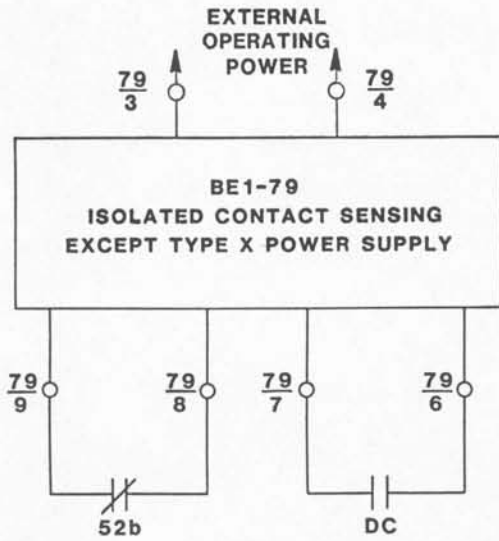 EXTERNAL
OPERATING
POWER
79
3
79
4
BE1-79
ISOLATED CONTACT SENSING
EXCEPT TYPE X POWER SUPPLY
79
9
79
8
79
7
79
6
52b
DC